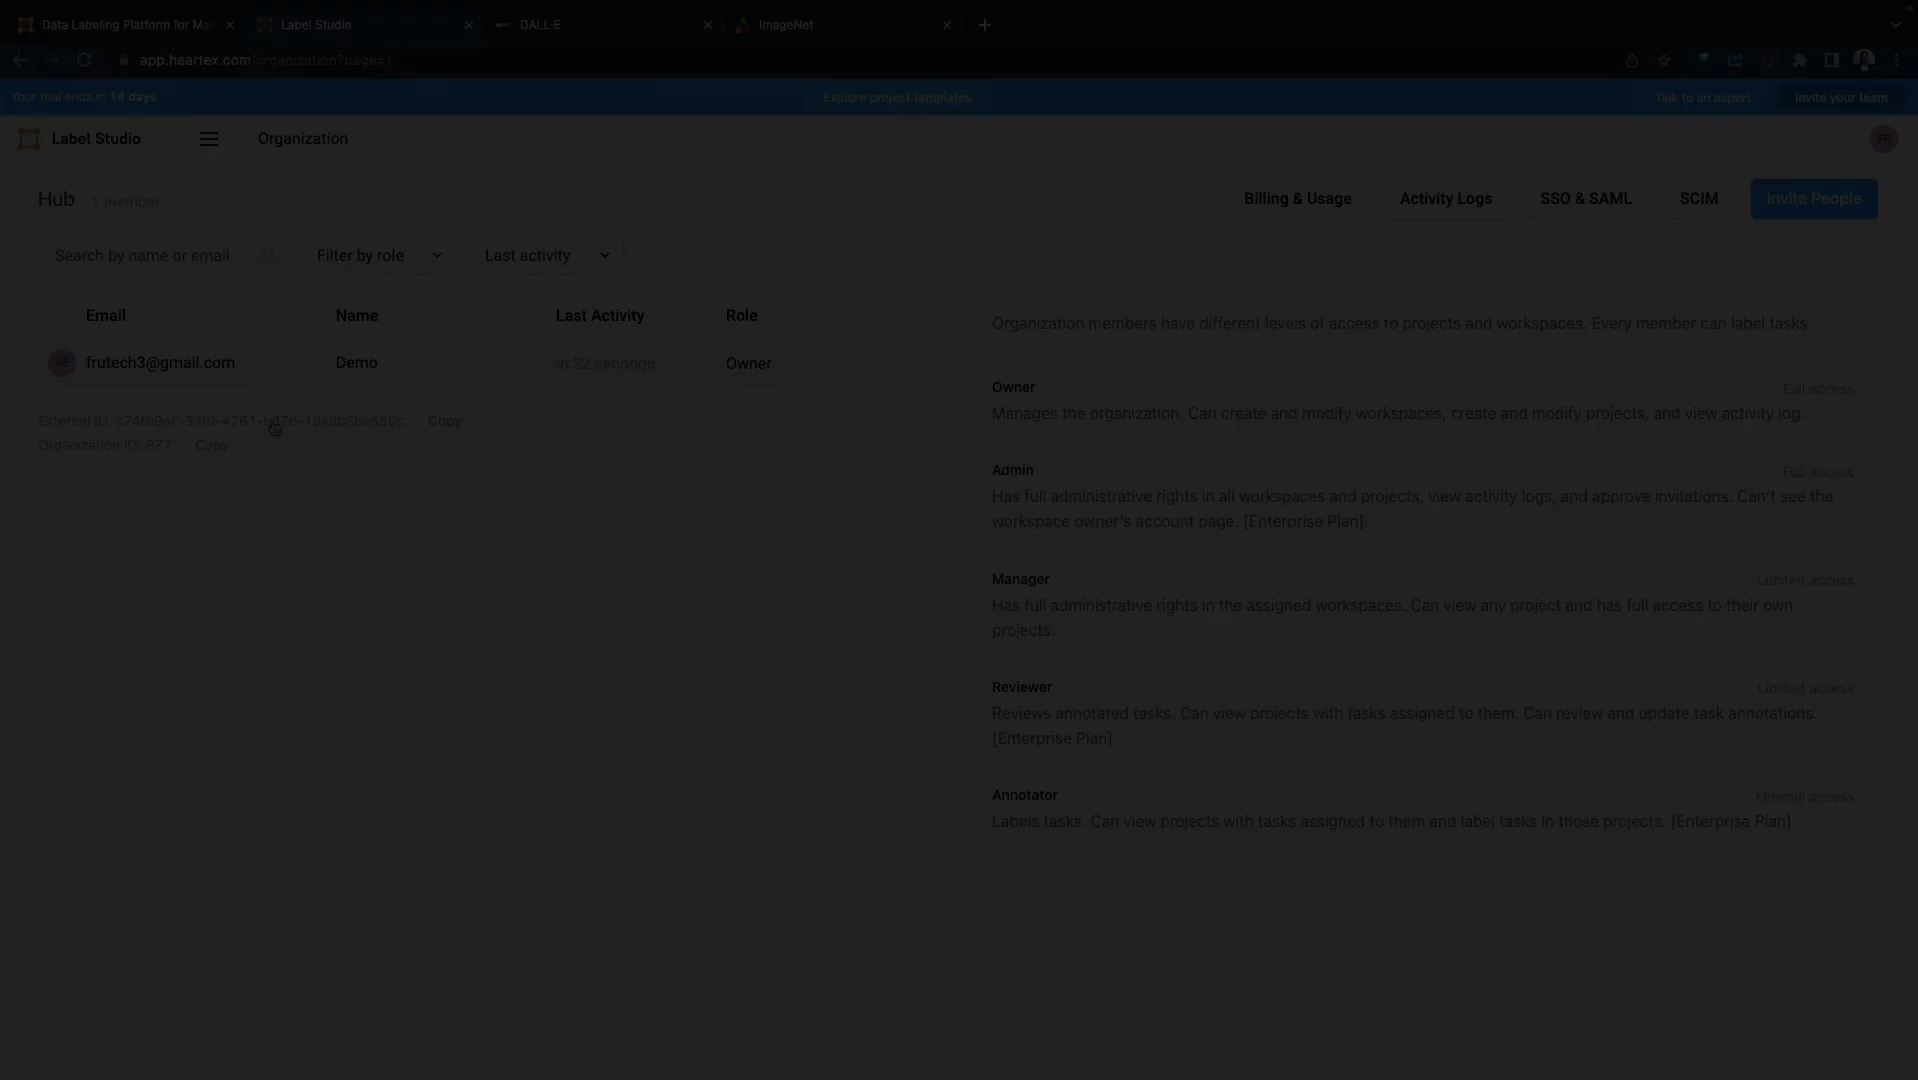 Data Labeling Platform for Ma
Label Studio
DALL·E
ImageNet
app.heartex.com/organization?page=1
Your trial ends in 14 days
Explore project templates
Talk to an expert
Invite your team
Label Studio
Organization
Hub
1 member
Billing & Usage
Activity Logs
SSO & SAML
SCIM
Invite People
Search by name or email
Filter by role
Last activity
Email Name Last Activity Role
frutech3@gmail.com Demo in 22 seconds Owner
External ID: Copy
Organization ID: Copy
Organization members have different levels of access to projects and workspaces. Every member can label tasks.
Owner Full access
Manages the organization. Can create and modify workspaces, create and modify projects, and view activity log.
Admin Full access
Has full administrative rights in all workspaces and projects, view activity logs, and approve invitations. Can't see the
workspace owner's account page. [Enterprise Plan]
Manager Limited access
Has full administrative rights in the assigned workspaces. Can view any project and has full access to their own
projects.
Reviewer Limited access
Reviews annotated tasks. Can view projects with tasks assigned to them. Can review and update task annotations.
[Enterprise Plan]
Annotator Minimal access
Labels tasks. Can view projects with tasks assigned to them and label tasks in those projects. [Enterprise Plan]